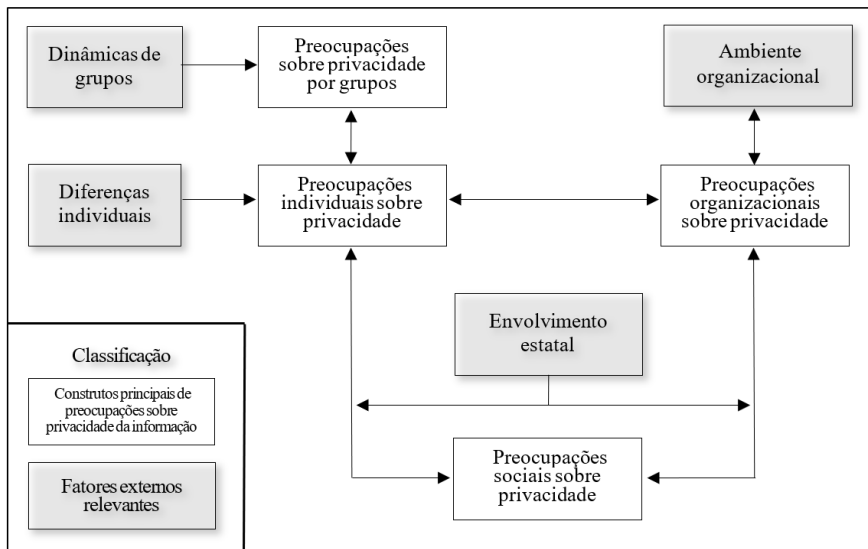 Dinâmicas de
grupos
Preocupações
sobre privacidade
por grupos
Ambiente
organizacional
Diferenças
individuais
Preocupações
individuais sobre
privacidade
Preocupações
organizacionais
sobre privacidade
Envolvimento
estatal
Preocupações
sociais sobre
privacidade
Classificação
Construtos principais de
preocupações sobre
privacidade da informação
Fatores externos
relevantes